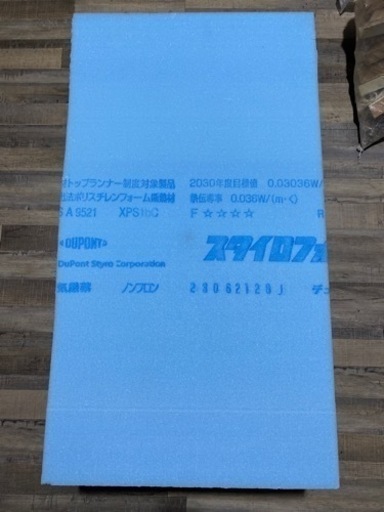 材トップランナー制度対象製品 2030年度目標値 0.03036W/
出法ポリスチレンフォーム断熱材 熱伝導率 0.036W/(m・K)
S A 9521 XPS1bC F☆☆☆☆ R
<DUPONT> スタイロフォ
DuPont Styro Corporation
ノンフロン 23062129J